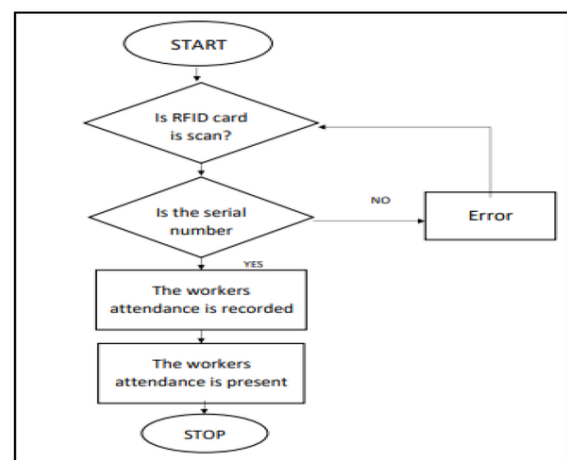 START
Is RFID card
is scan?
Is the serial
number
NO
Error
YES
The workers
attendance is recorded
The workers
attendance is present
STOP